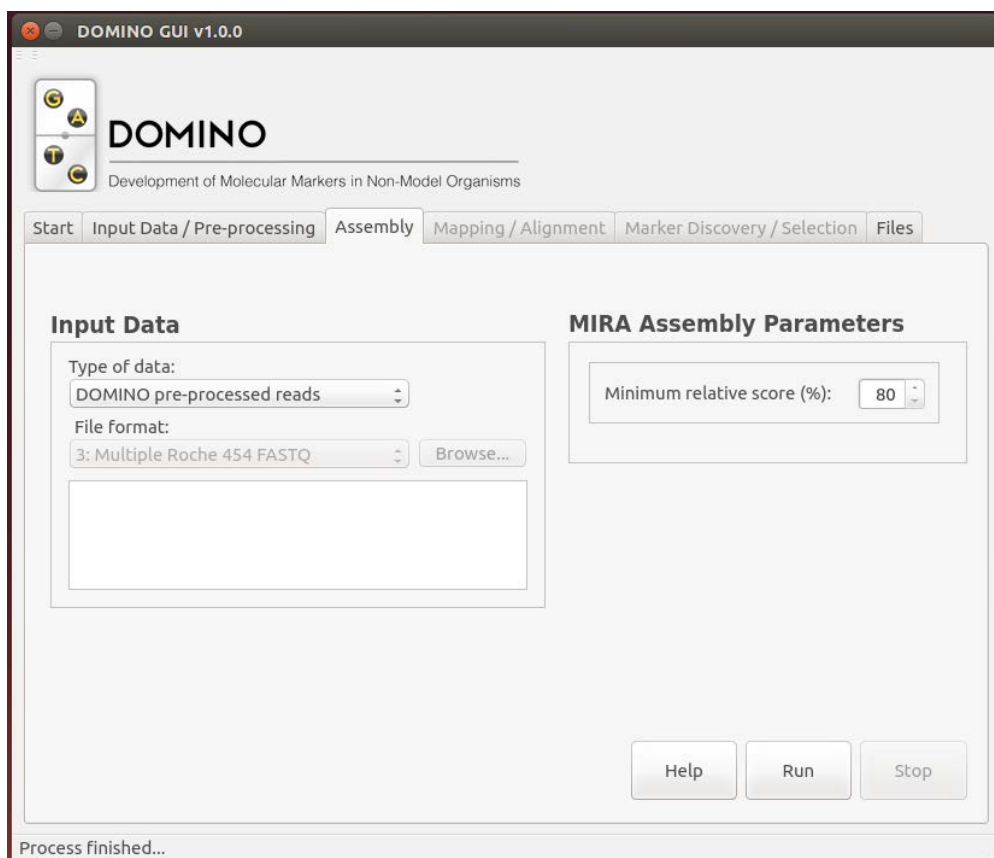 DOMINO GUI v1.0.0
G
A
T
C
DOMINO
Development of Molecular Markers in Non-Model Organisms
Start Input Data / Pre-processing Assembly Mapping / Alignment Marker Discovery / Selection Files
Input Data
Type of data:
DOMINO pre-processed reads
File format:
3: Multiple Roche 454 FASTQ Browse...
MIRA Assembly Parameters
Minimum relative score (%): 80
Help Run Stop
Process finished...